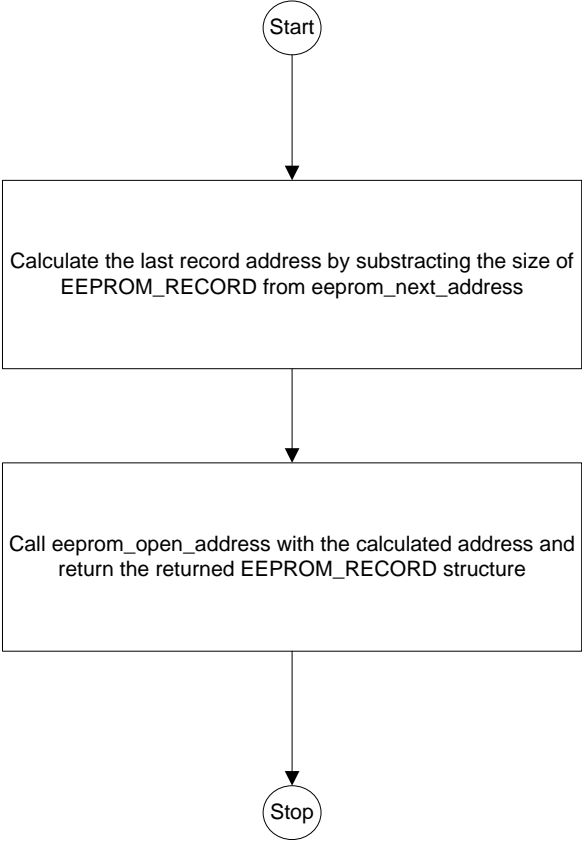 Start
Calculate the last record address by substracting the size of
EEPROM_RECORD from eeprom_next_address
Call eeprom_open_address with the calculated address and
return the returned EEPROM_RECORD structure
Stop